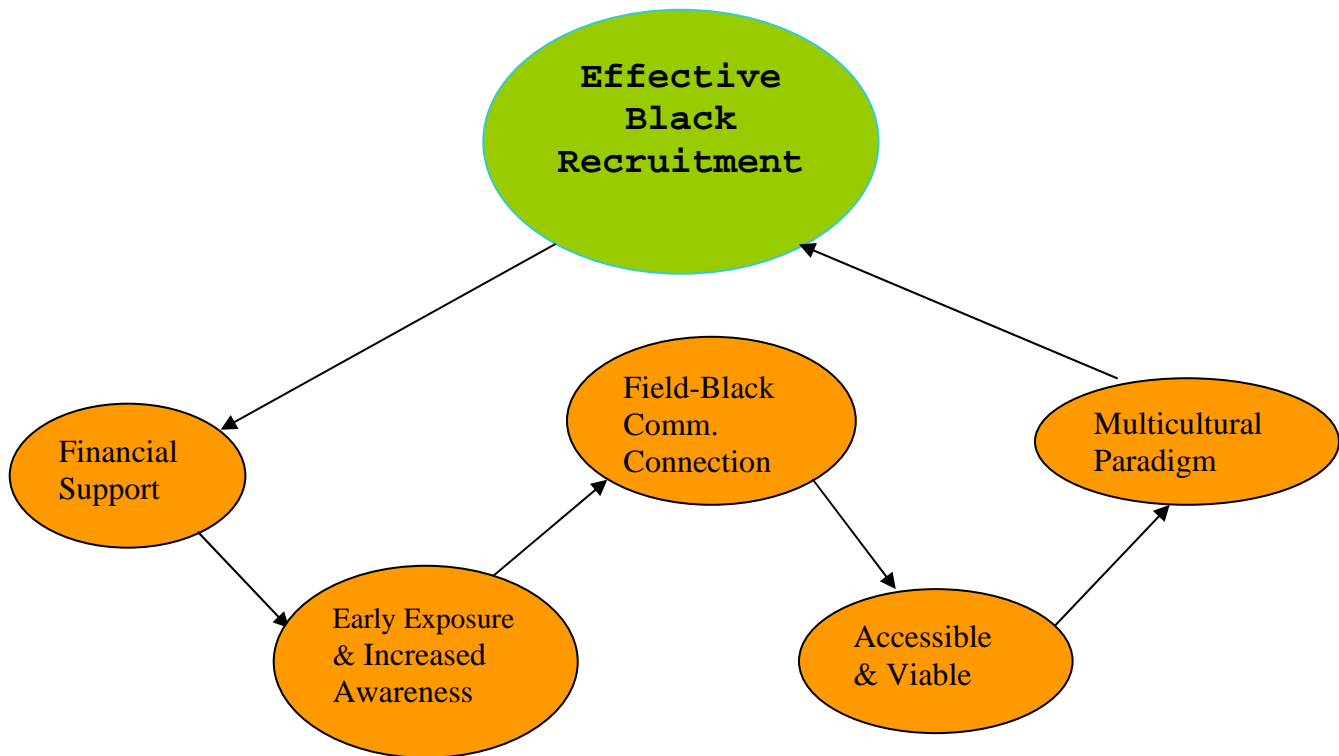 Effective
Black
Recruitment
Field-Black
Comm.
Connection
Financial
Support
Multicultural
Paradigm
Early Exposure
& Increased
Awareness
Accessible
& Viable